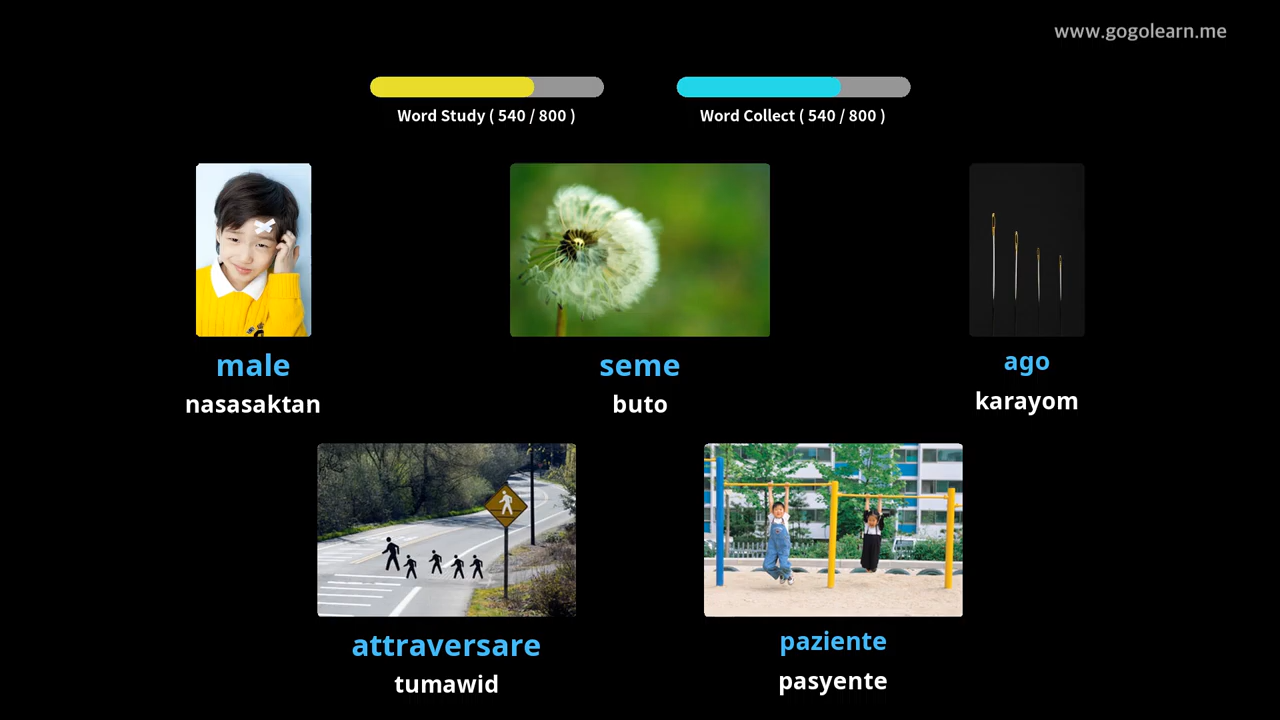 www.gogolearn.me
Word Study ( 540 / 800 )
Word Collect ( 540 / 800 )
male
nasasaktan
seme
buto
ago
karayom
attraversare
tumawid
paziente
pasyente